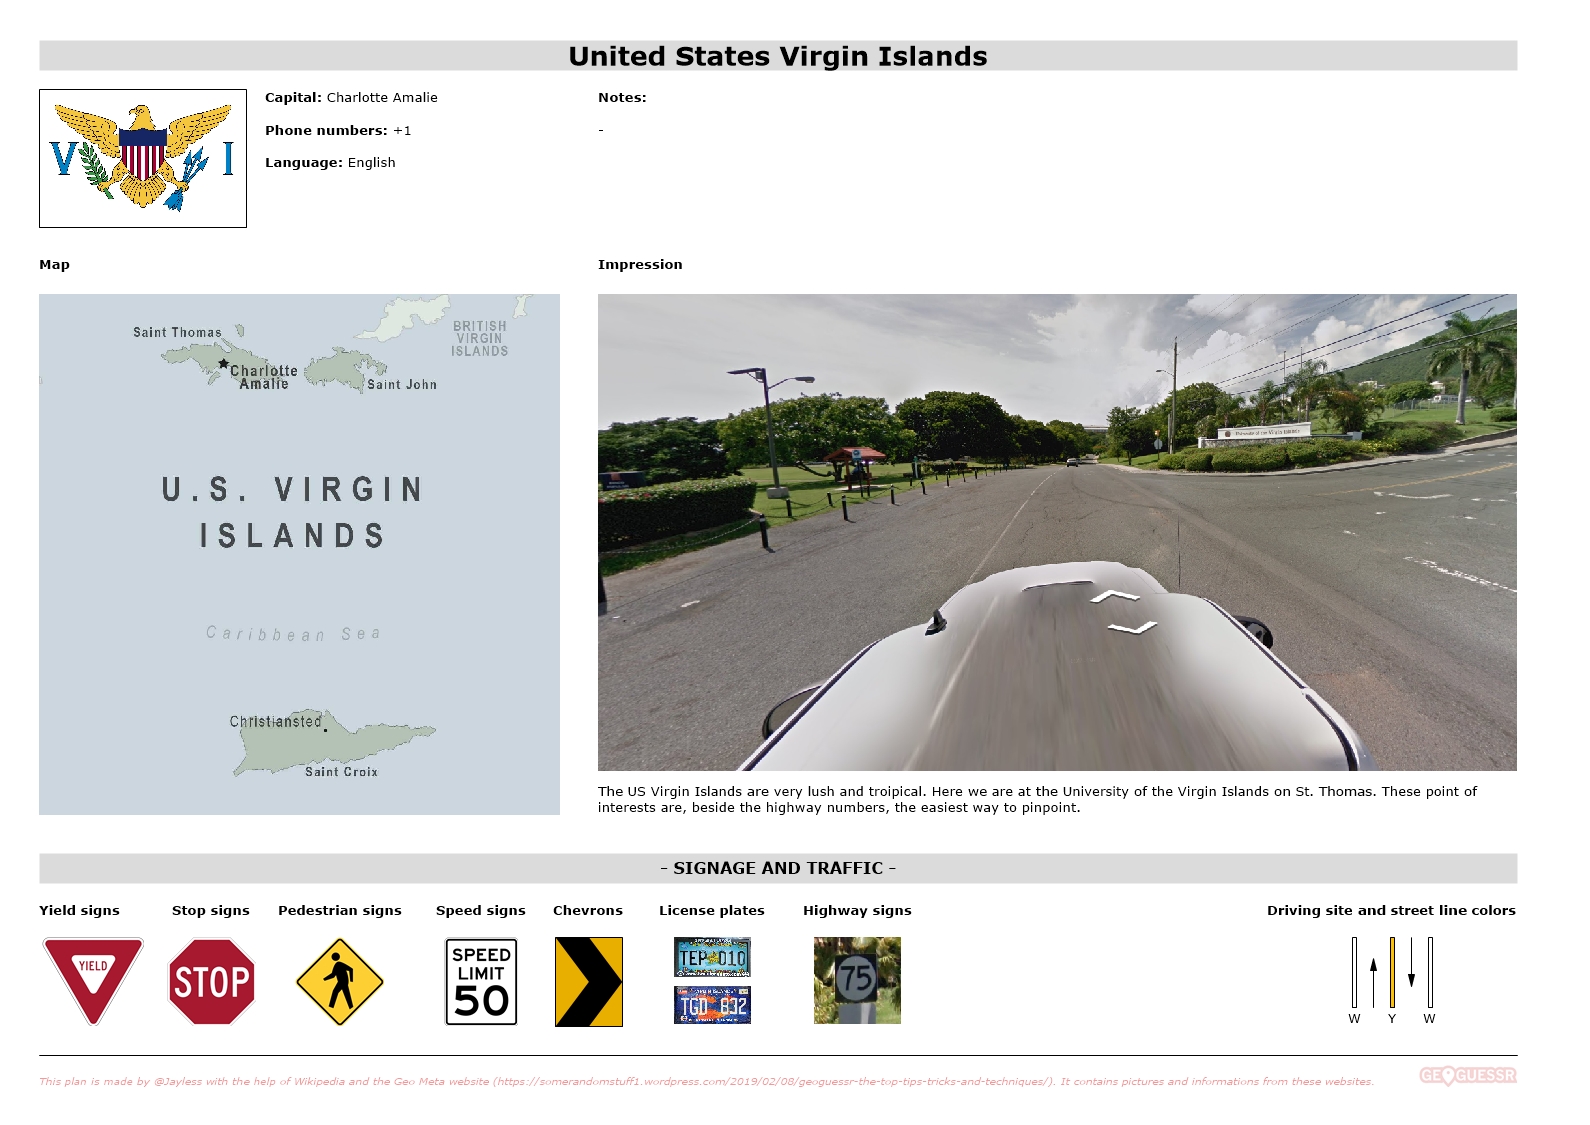 United States Virgin Islands
V I
Capital: Charlotte Amalie
Phone numbers: +1
Language: English
Notes:
-
Map
Saint Thomas
BRITISH
VIRGIN
ISLANDS
Charlotte
Amalie
Saint John
U.S. VIRGIN
ISLANDS
Caribbean Sea
Christiansted
Saint Croix
Impression
University of the Virgin Islands
The US Virgin Islands are very lush and troipical. Here we are at the University of the Virgin Islands on St. Thomas. These point of
interests are, beside the highway numbers, the easiest way to pinpoint.
- SIGNAGE AND TRAFFIC -
Yield signs
YIELD
Stop signs
STOP
Pedestrian signs
Speed signs
SPEED
LIMIT
50
Chevrons
License plates
TEP 010
VIRGIN ISLANDS
TGD 832
Highway signs
75
Driving site and street line colors
W Y W
This plan is made by @Jayless with the help of Wikipedia and the Geo Meta website (https://somerandomstuff1.wordpress.com/2019/02/08/geoguessr-the-top-tips-tricks-and-techniques/). It contains pictures and informations from these websites.
GEOGUESSR